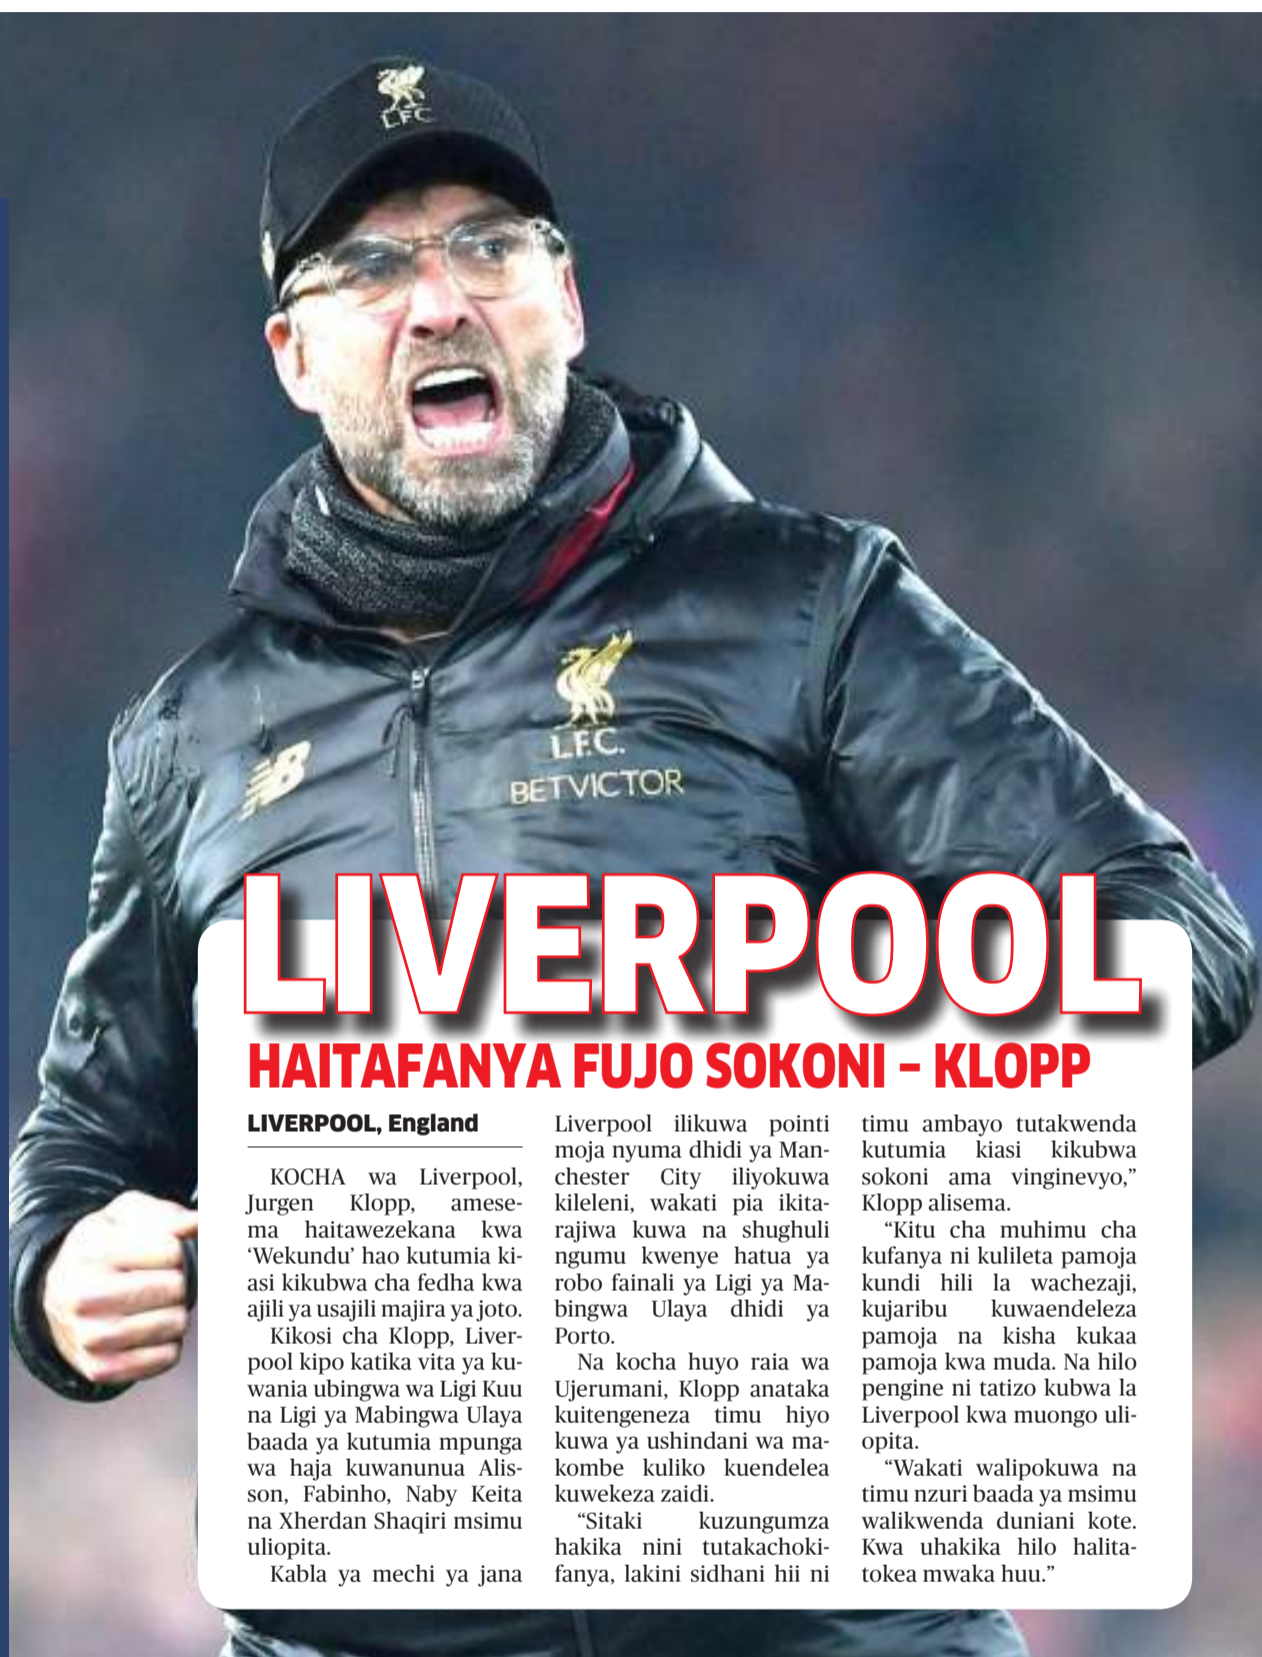 L.F.C
L.F.C.
BETVICTOR
LIVERPOOL
HAITAFANYA FUJO SOKONI – KLOPP
LIVERPOOL, England
KOCHA wa Liverpool,
Jurgen Klopp, amese-
ma haitawezekana kwa
‘Wekundu’ hao kutumia ki-
asi kikubwa cha fedha kwa
ajili ya usajili majira ya joto.
Kikosi cha Klopp, Liver-
pool kipo katika vita ya ku-
wania ubingwa wa Ligi Kuu
na Ligi ya Mabingwa Ulaya
baada ya kutumia mpunga
wa haja kuwanunua Alis-
son, Fabinho, Naby Keita
na Xherdan Shaqiri msimu
uliopita.
Kabla ya mechi ya jana
Liverpool ilikuwa pointi
moja nyuma dhidi ya Man-
chester City iliyokuwa
kileleni, wakati pia ikita-
rajiwa kuwa na shughuli
ngumu kwenye hatua ya
robo fainali ya Ligi ya Ma-
bingwa Ulaya dhidi ya
Porto.
Na kocha huyo raia wa
Ujerumani, Klopp anataka
kuitengeneza timu hiyo
kuwa ya ushindani wa ma-
kombe kuliko kuendelea
kuwekeza zaidi.
“Sitaki kuzungumza
hakika nini tutakachoki-
fanya, lakini sidhani hii ni
timu ambayo tutakwenda
kutumia kiasi kikubwa
sokoni ama vinginevyo,”
Klopp alisema.
“Kitu cha muhimu cha
kufanya ni kulileta pamoja
kundi hili la wachezaji,
kujaribu kuwaendeleza
pamoja na kisha kukaa
pamoja kwa muda. Na hilo
pengine ni tatizo kubwa la
Liverpool kwa muongo uli-
opita.
“Wakati walipokuwa na
timu nzuri baada ya msimu
walikwenda duniani kote.
Kwa uhakika hilo halita-
tokea mwaka huu.”